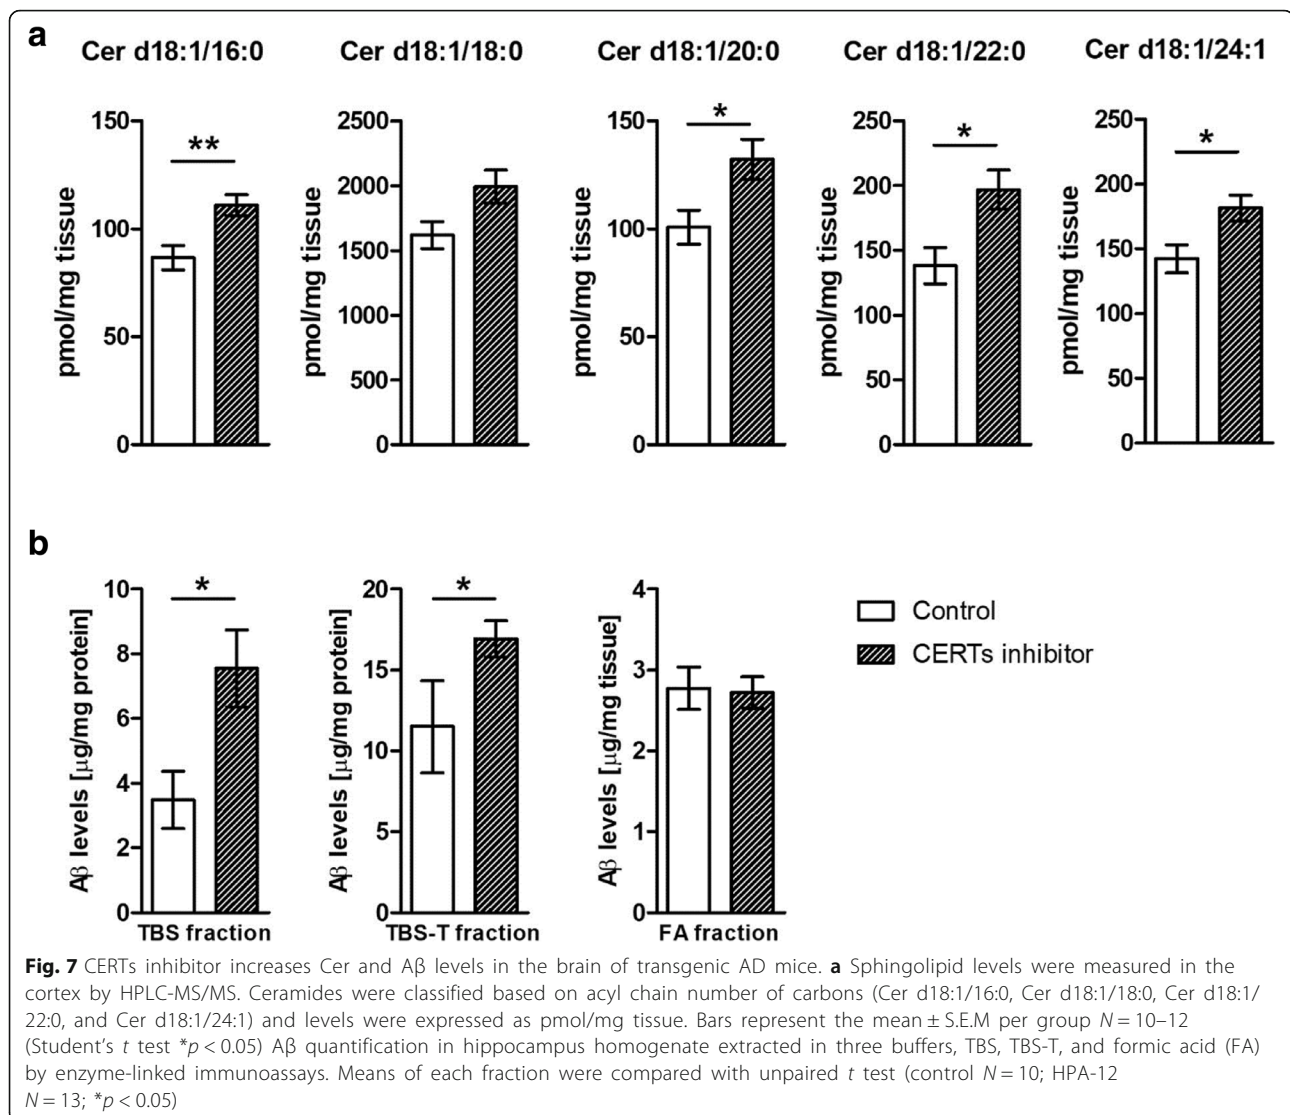 a
Cer d18:1/16:0 Cer d18:1/18:0 Cer d18:1/20:0 Cer d18:1/22:0 Cer d18:1/24:1
pmol/mg tissue
150
100
50
0
**
pmol/mg tissue
2500
2000
1500
1000
500
0
pmol/mg tissue
150
100
50
0
*
pmol/mg tissue
250
200
150
100
50
0
*
pmol/mg tissue
250
200
150
100
50
0
*
b
Aβ levels [µg/mg protein]
10
8
6
4
2
0
*
TBS fraction
Aβ levels [µg/mg protein]
20
15
10
5
0
*
TBS-T fraction
Aβ levels [µg/mg tissue]
4
3
2
1
0
FA fraction
Control
CERTs inhibitor
Fig. 7 CERTs inhibitor increases Cer and Aβ levels in the brain of transgenic AD mice. a Sphingolipid levels were measured in the
cortex by HPLC-MS/MS. Ceramides were classified based on acyl chain number of carbons (Cer d18:1/16:0, Cer d18:1/18:0, Cer d18:1/
22:0, and Cer d18:1/24:1) and levels were expressed as pmol/mg tissue. Bars represent the mean ± S.E.M per group N = 10–12
(Student's t test *p < 0.05) Aβ quantification in hippocampus homogenate extracted in three buffers, TBS, TBS-T, and formic acid (FA)
by enzyme-linked immunoassays. Means of each fraction were compared with unpaired t test (control N = 10; HPA-12
N = 13; *p < 0.05)